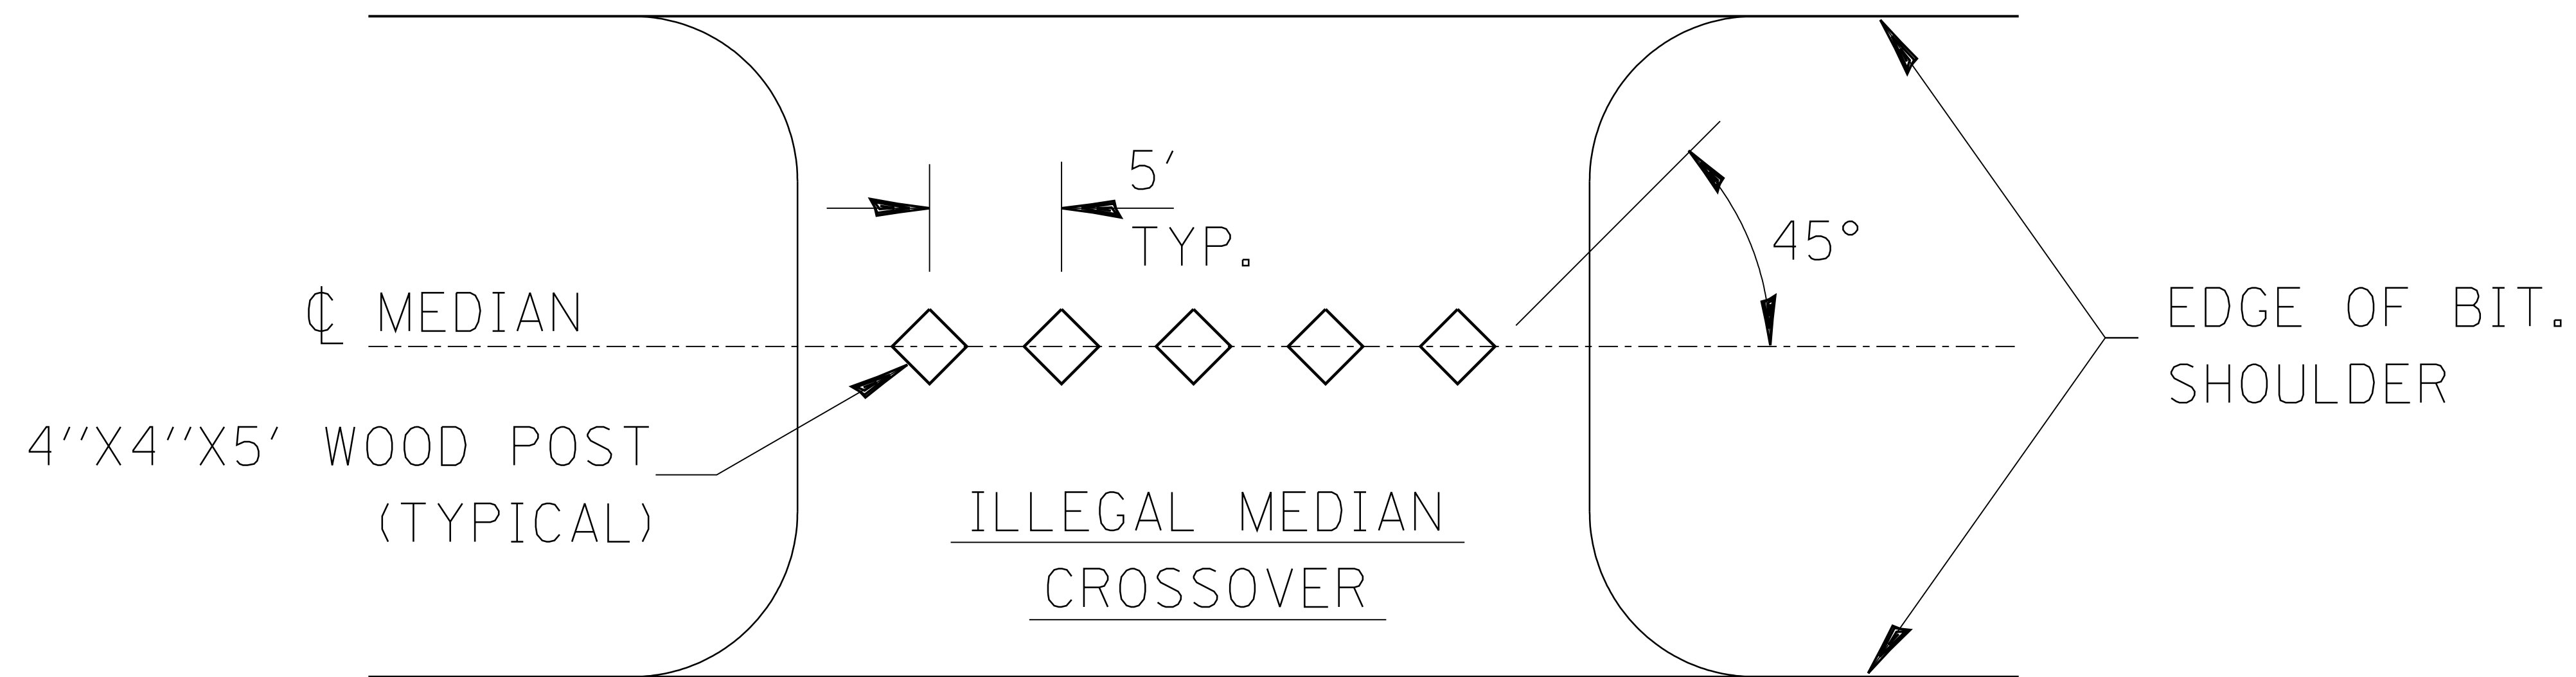 5'
TYP.
45°
℄ MEDIAN
EDGE OF BIT.
SHOULDER
4''X4''X5' WOOD POST
(TYPICAL)
ILLEGAL MEDIAN
CROSSOVER